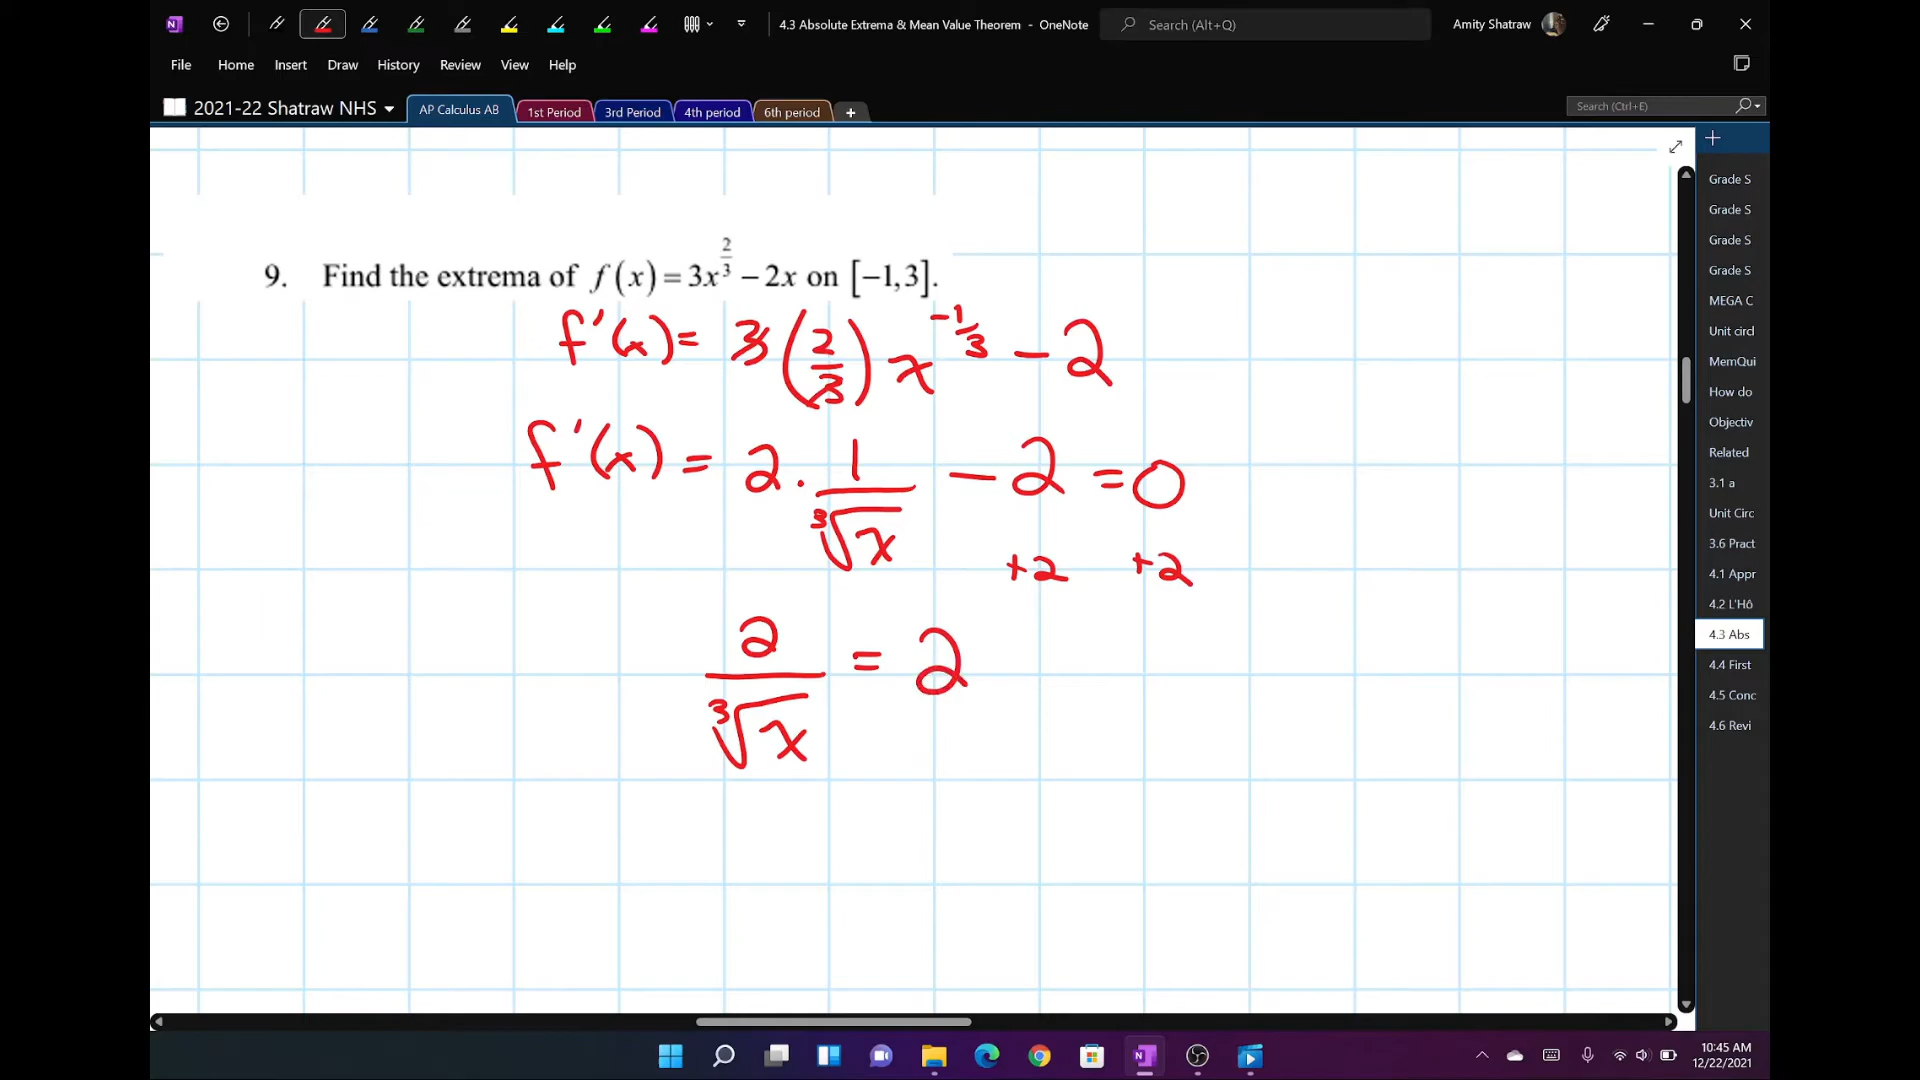 4.3 Absolute Extrema & Mean Value Theorem - OneNote
Search (Alt+Q)
Amity Shatraw
File Home Insert Draw History Review View Help
2021-22 Shatraw NHS
AP Calculus AB
1st Period
3rd Period
4th period
6th period
Search (Ctrl+E)
9. Find the extrema of f(x) = 3x^(2/3) − 2x on [−1,3].
f'(x) = 3(2/3)x^(-1/3) − 2
f'(x) = 2 · 1/∛x − 2 = 0
+2 +2
2/∛x = 2
Grade S
Grade S
Grade S
Grade S
MEGA C
Unit circl
MemQui
How do
Objectiv
Related
3.1 a
Unit Circ
3.6 Pract
4.1 Appr
4.2 L'Hô
4.3 Abs
4.4 First
4.5 Conc
4.6 Revi
10:45 AM
12/22/2021